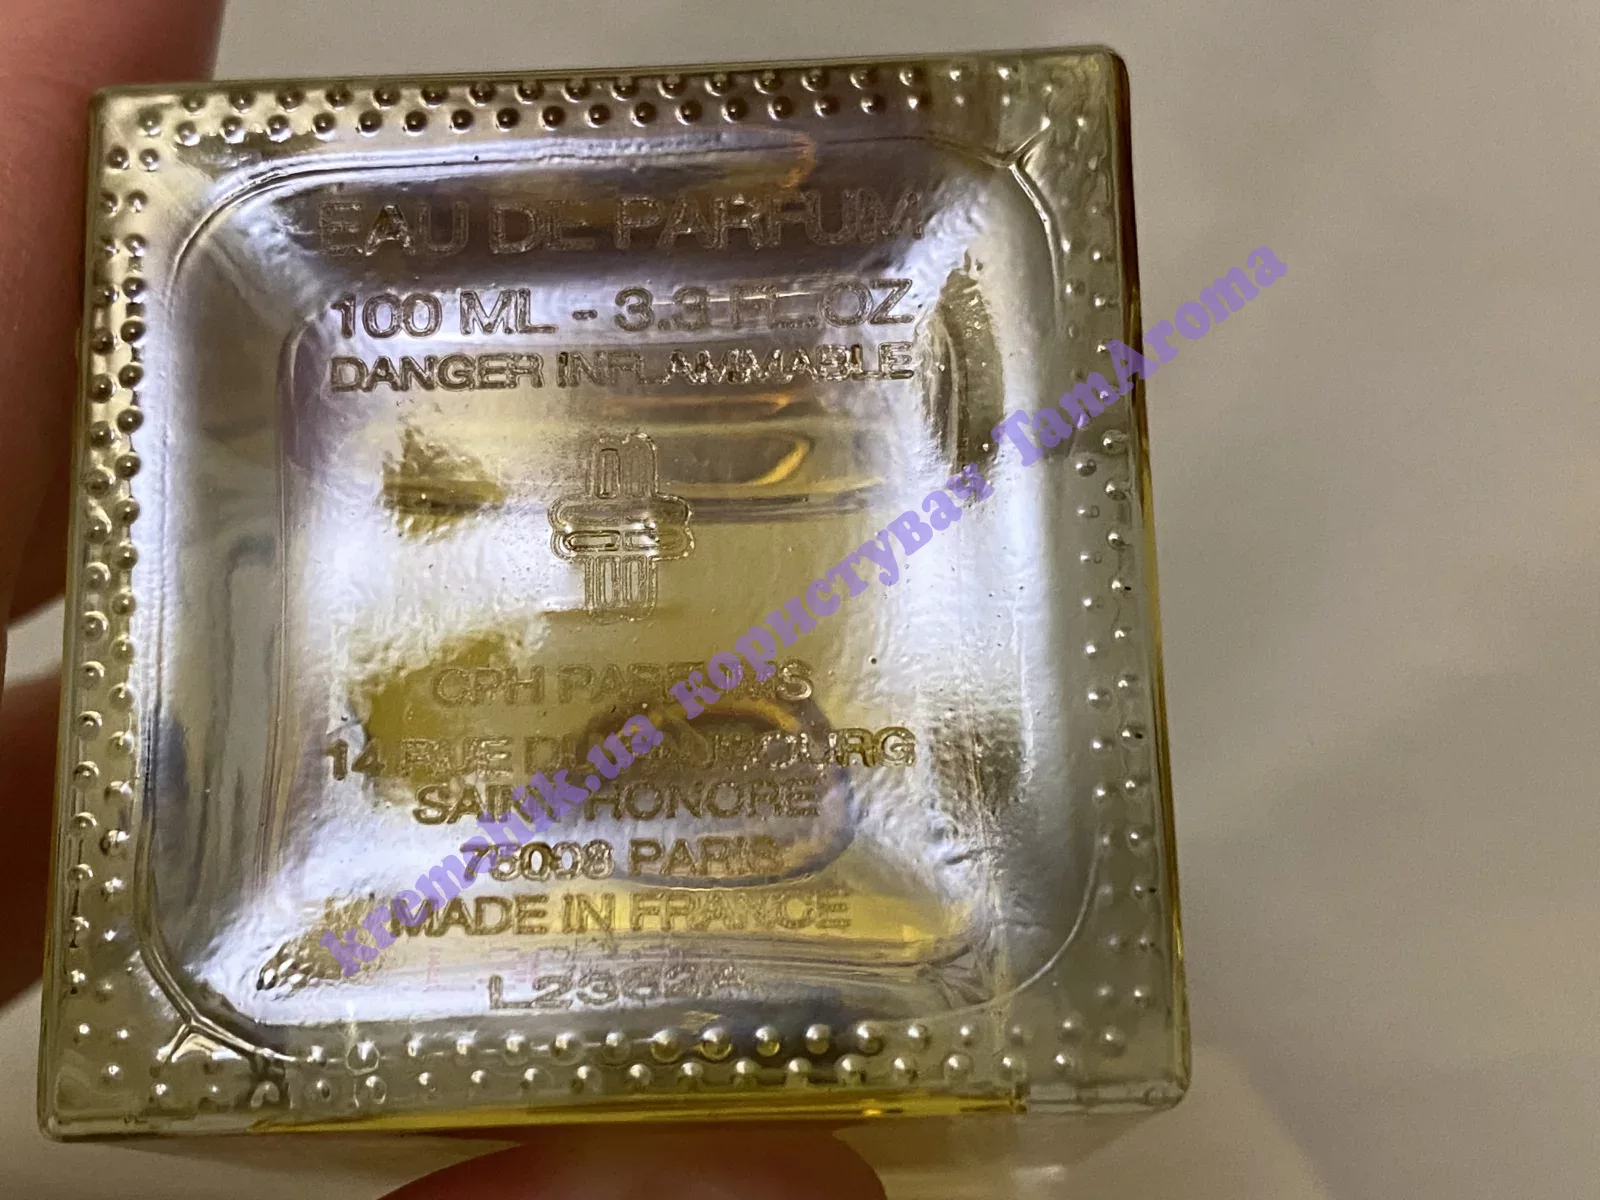 EAU DE PARFUM
100 ML - 3.3 FL.OZ
DANGER INFLAMMABLE
CPH PARFUMS
14 RUE DU FAUBOURG
SAINT HONORE
75008 PARIS
MADE IN FRANCE
kremenchik.ua користувач TamAroma